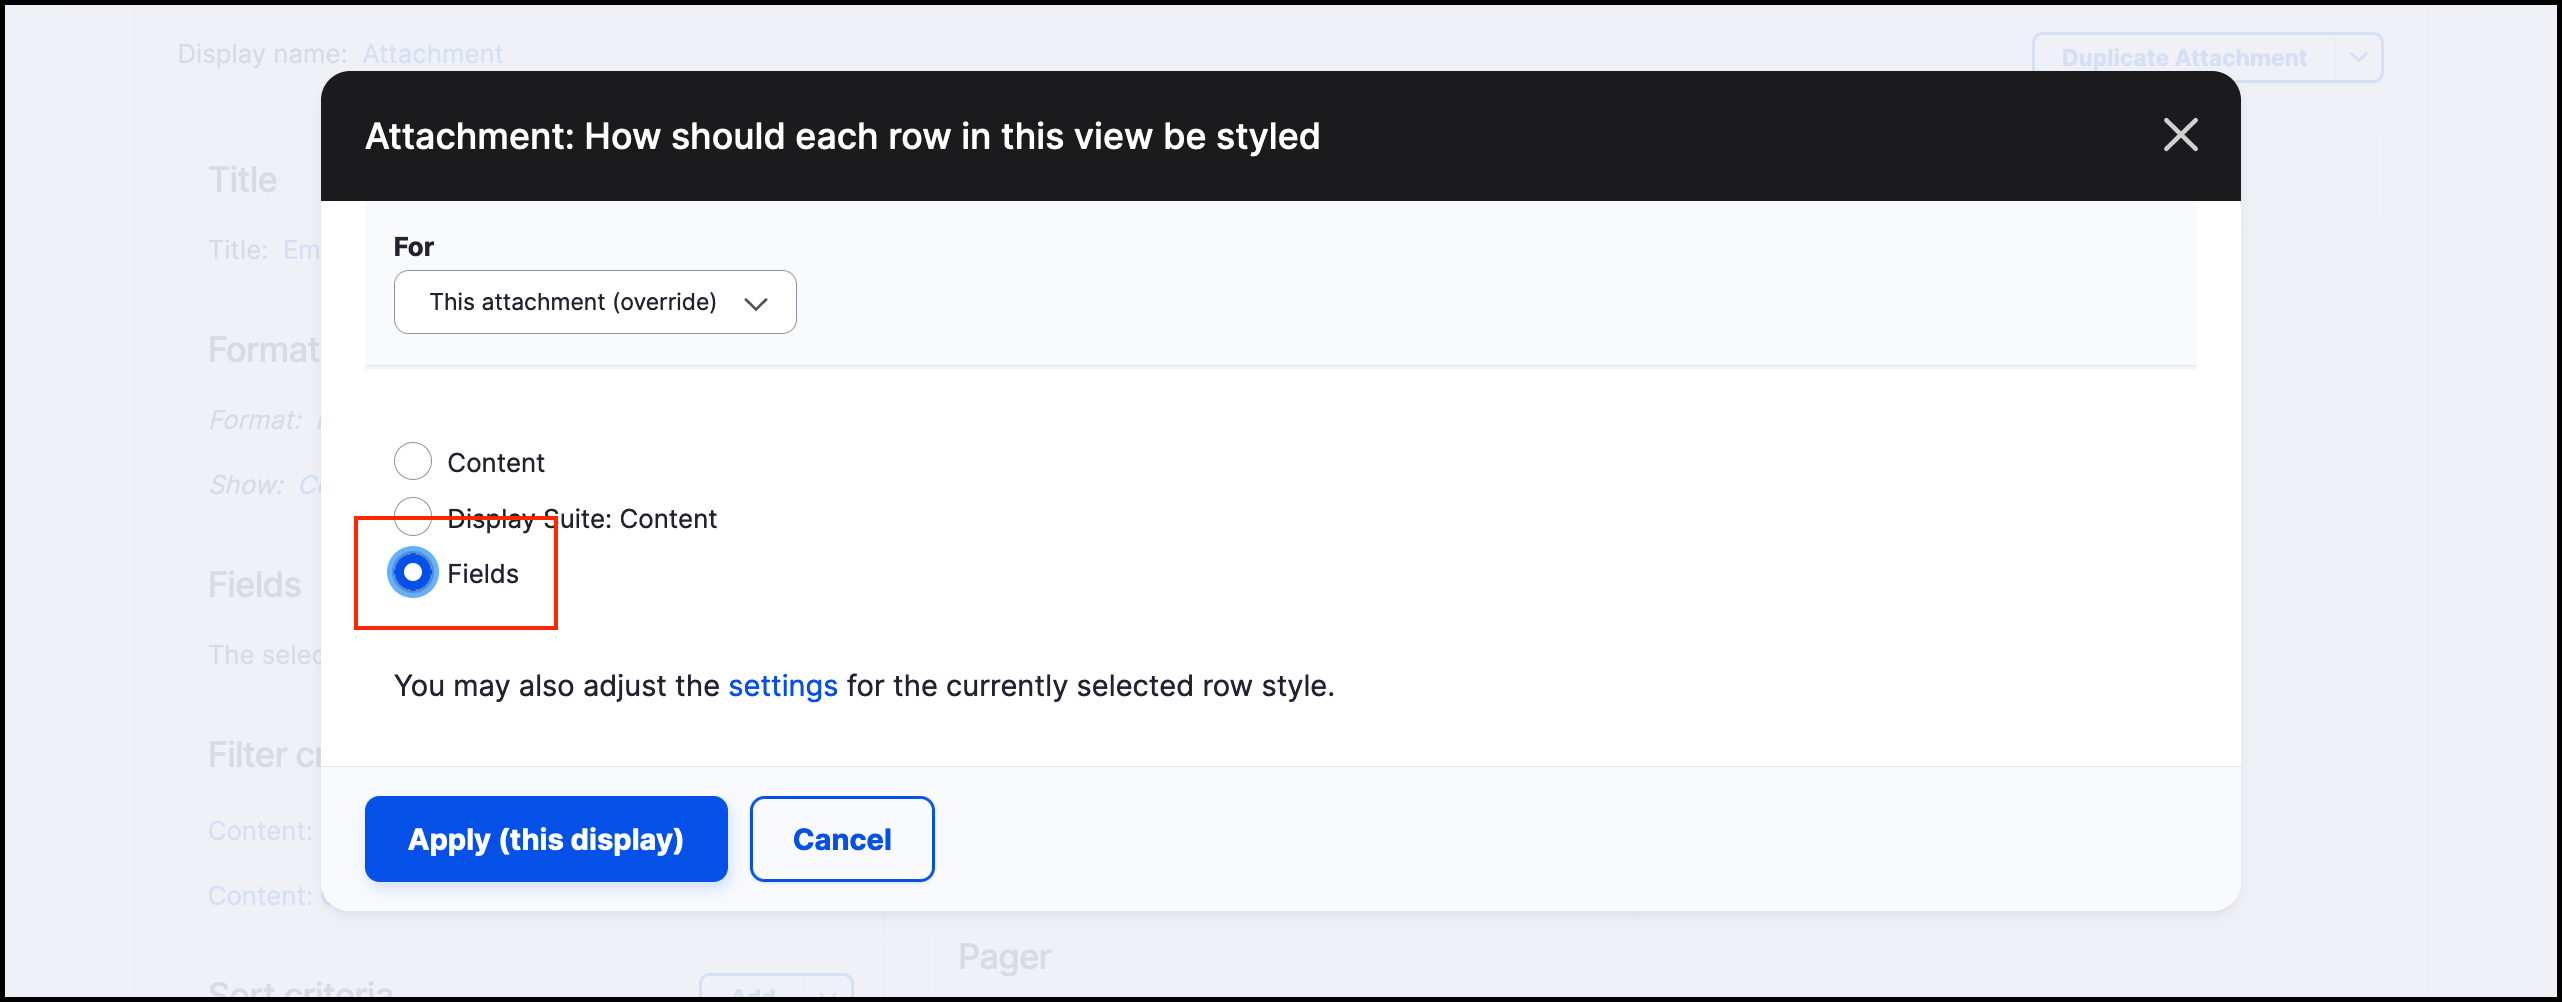 Display name: Attachment
Duplicate Attachment
Attachment: How should each row in this view be styled
Title
Title: Em
For
This attachment (override)
Format
Format:
Show:
Content
Display Suite: Content
Fields
Fields
The selec
You may also adjust the settings for the currently selected row style.
Filter cr
Content:
Apply (this display)
Cancel
Content:
Pager
Sort criteria
Add